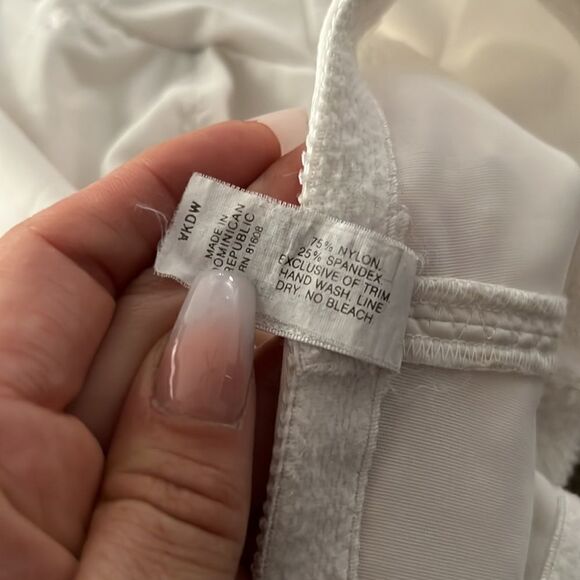 VKDW
MADE IN
DOMINICAN
REPUBLIC
RN 81608
75% NYLON.
25% SPANDEX.
EXCLUSIVE OF TRIM
HAND WASH, LINE
DRY. NO BLEACH